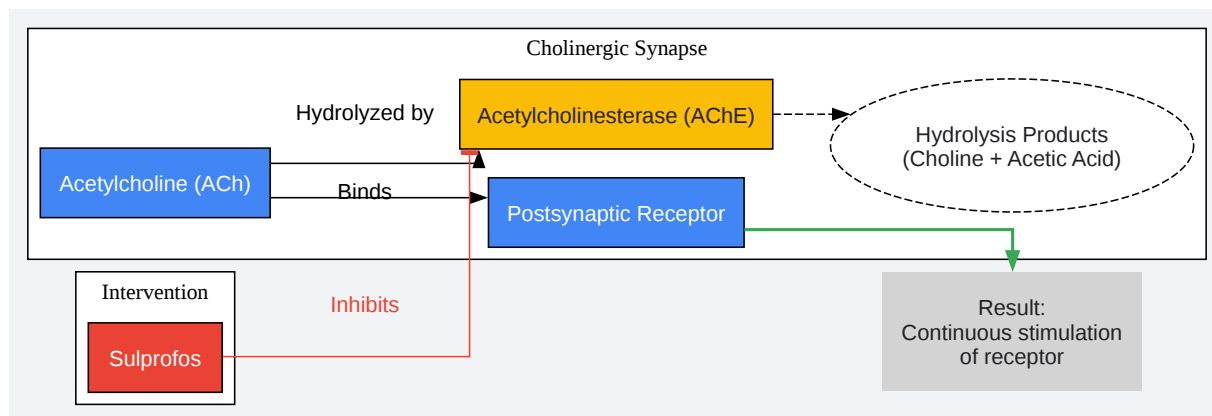 Cholinergic Synapse
Hydrolyzed by
Acetylcholinesterase (AChE)
Hydrolysis Products
(Choline + Acetic Acid)
Acetylcholine (ACh)
Binds
Postsynaptic Receptor
Intervention
Inhibits
Sulprofos
Result:
Continuous stimulation
of receptor